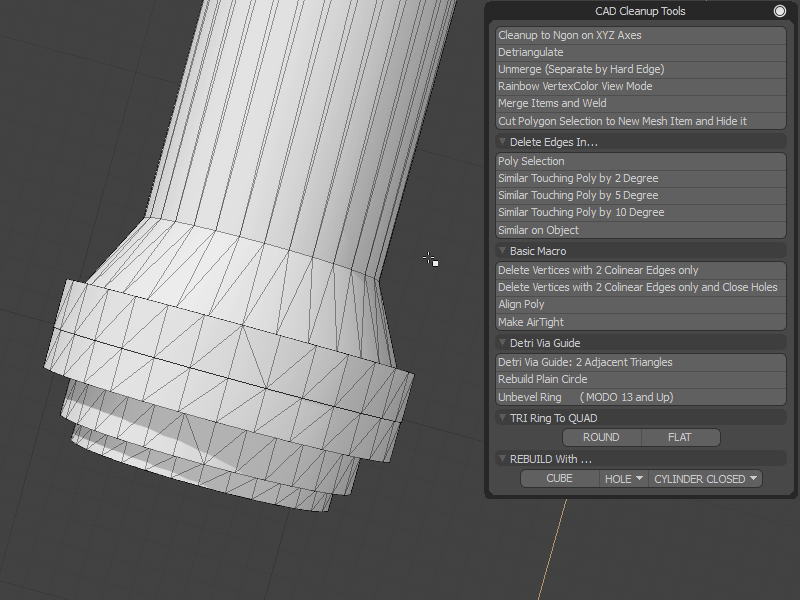 CAD Cleanup Tools
Cleanup to Ngon on XYZ Axes
Detriangulate
Unmerge (Separate by Hard Edge)
Rainbow VertexColor View Mode
Merge Items and Weld
Cut Polygon Selection to New Mesh Item and Hide it
Delete Edges In...
Poly Selection
Similar Touching Poly by 2 Degree
Similar Touching Poly by 5 Degree
Similar Touching Poly by 10 Degree
Similar on Object
Basic Macro
Delete Vertices with 2 Colinear Edges only
Delete Vertices with 2 Colinear Edges only and Close Holes
Align Poly
Make AirTight
Detri Via Guide
Detri Via Guide: 2 Adjacent Triangles
Rebuild Plain Circle
Unbevel Ring (MODO 13 and Up)
TRI Ring To QUAD
ROUND FLAT
REBUILD With ...
CUBE HOLE CYLINDER CLOSED